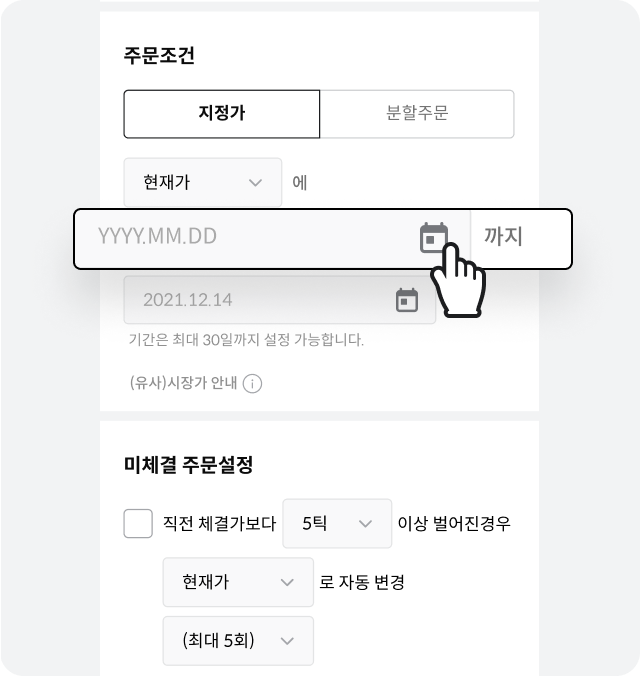 주문조건
지정가 분할주문
현재가 에
YYYY.MM.DD 까지
2021.12.14
기간은 최대 30일까지 설정 가능합니다.
(유사)시장가 안내 i
미체결 주문설정
직전 체결가보다 5틱 이상 벌어진경우
현재가 로 자동 변경
(최대 5회)